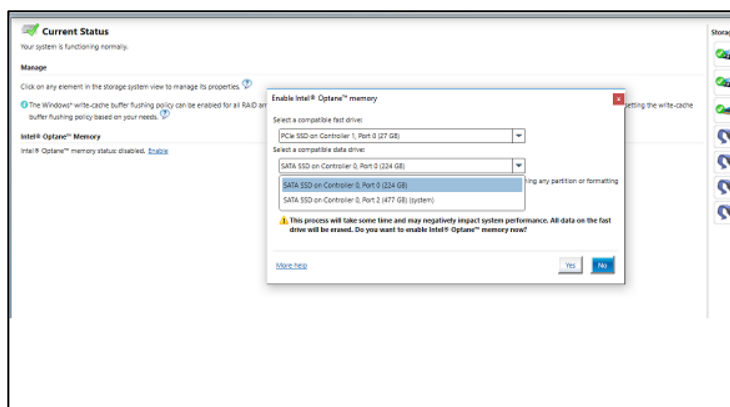 Current Status
Storag
Your system is functioning normally.
Manage
Click on any element in the storage system view to manage its properties.
The Windows* write-cache buffer flushing policy can be enabled for all RAID arr
etting the write-cache
buffer flushing policy based on your needs.
Intel® Optane™ Memory
Intel® Optane™ memory status: disabled. Enable
Enable Intel® Optane™ memory
Select a compatible fast drive:
PCIe SSD on Controller 1, Port 0 (27 GB)
Select a compatible data drive:
SATA SSD on Controller 0, Port 0 (224 GB)
SATA SSD on Controller 0, Port 0 (224 GB)
ing any partition or formatting
SATA SSD on Controller 0, Port 2 (477 GB) (system)
This process will take some time and may negatively impact system performance. All data on the fast
drive will be erased. Do you want to enable Intel® Optane™ memory now?
More help
Yes
No